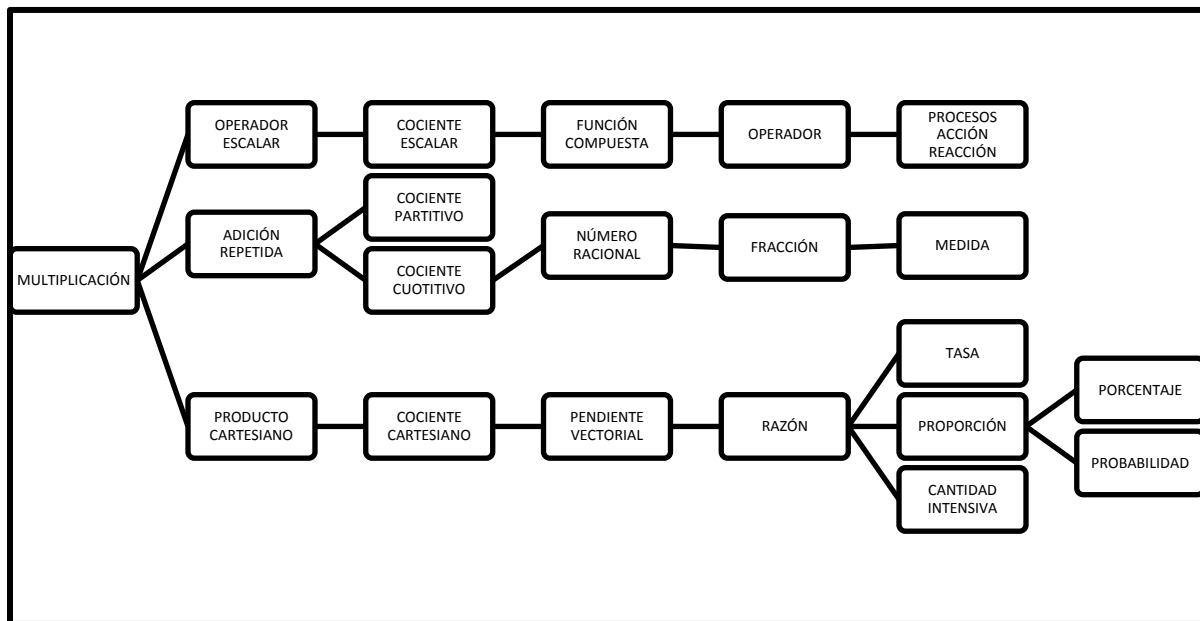 MULTIPLICACIÓN
OPERADOR
ESCALAR
COCIENTE
ESCALAR
FUNCIÓN
COMPUESTA
OPERADOR
PROCESOS
ACCIÓN
REACCIÓN
ADICIÓN
REPETIDA
COCIENTE
PARTITIVO
COCIENTE
CUOTITIVO
NÚMERO
RACIONAL
FRACCIÓN
MEDIDA
PRODUCTO
CARTESIANO
COCIENTE
CARTESIANO
PENDIENTE
VECTORIAL
RAZÓN
TASA
PROPORCIÓN
CANTIDAD
INTENSIVA
PORCENTAJE
PROBABILIDAD